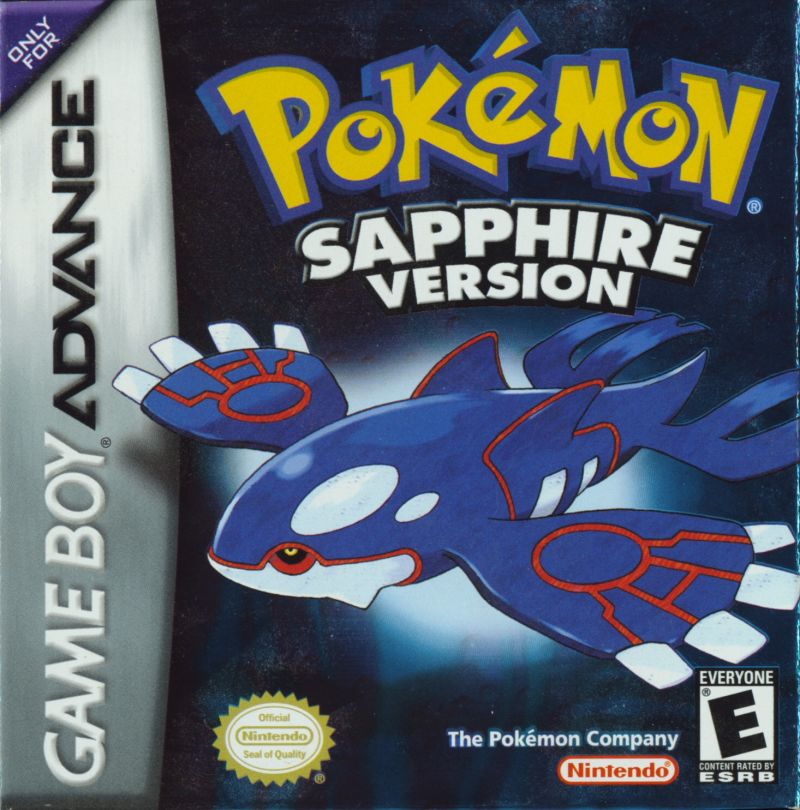 ONLY
FOR
GAME BOY ADVANCE
®
POKéMON
®
SAPPHIRE
VERSION
Official
Nintendo
Seal of Quality
®
The Pokémon Company
Nintendo®
EVERYONE
®
E
CONTENT RATED BY
ESRB